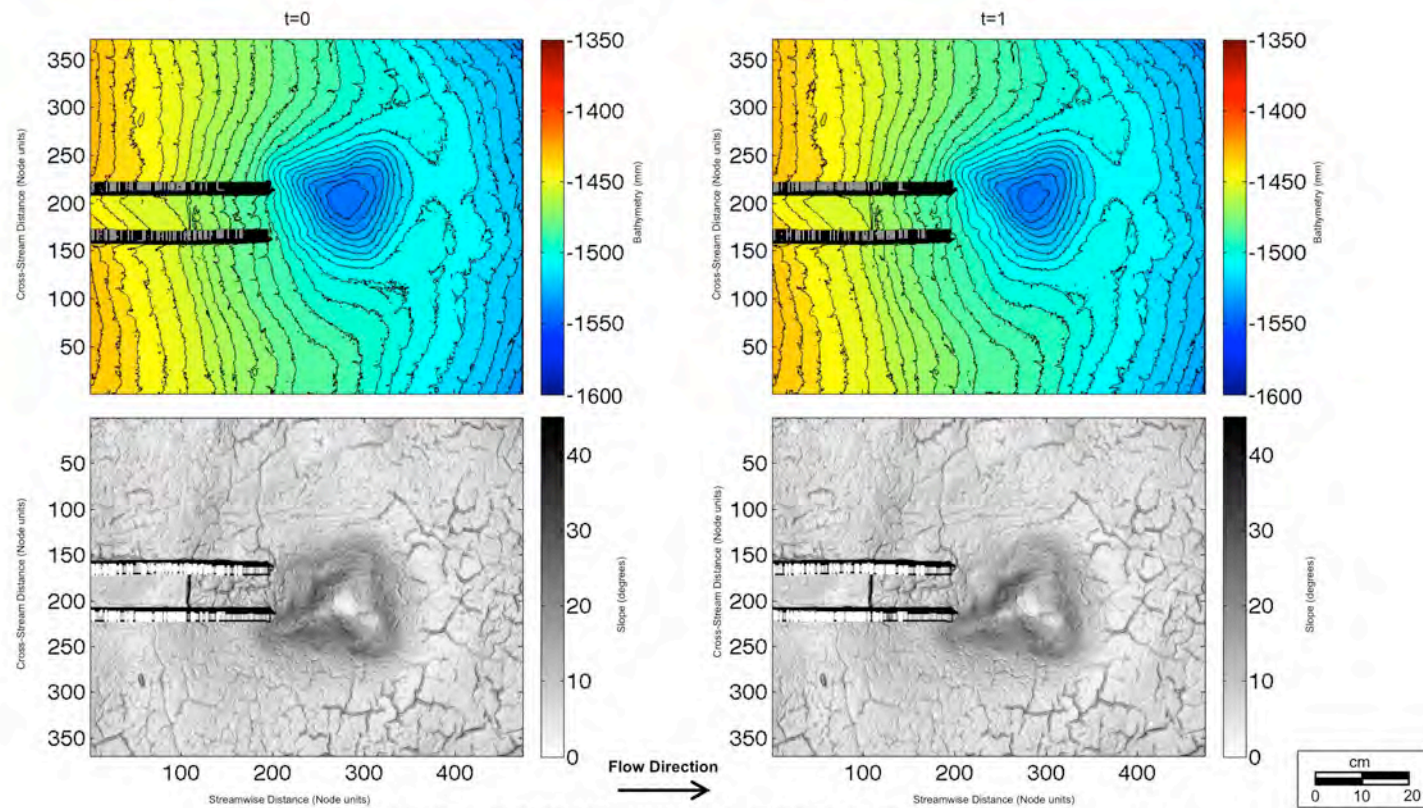 t=0
t=1
350
300
250
200
150
100
50
Cross-Stream Distance (Node units)
-1350
-1400
-1450
-1500
-1550
-1600
Bathymetry (mm)
350
300
250
200
150
100
50
Cross-Stream Distance (Node units)
-1350
-1400
-1450
-1500
-1550
-1600
Bathymetry (mm)
50
100
150
200
250
300
350
Cross-Stream Distance (Node units)
100 200 300 400
Streamwise Distance (Node units)
40
30
20
10
0
Slope (degrees)
Flow Direction
50
100
150
200
250
300
350
Cross-Stream Distance (Node units)
100 200 300 400
Streamwise Distance (Node units)
40
30
20
10
0
Slope (degrees)
cm
0 10 20